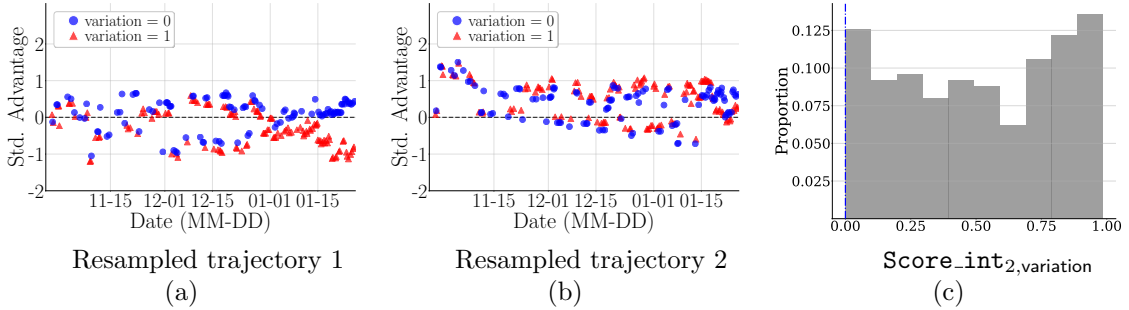 variation = 0
variation = 1
Std. Advantage
2
1
0
-1
-2
11-15
12-01
12-15
01-01
01-15
Date (MM-DD)
Resampled trajectory 1
(a)
variation = 0
variation = 1
Std. Advantage
2
1
0
-1
-2
11-15
12-01
12-15
01-01
01-15
Date (MM-DD)
Resampled trajectory 2
(b)
Proportion
0.125
0.100
0.075
0.050
0.025
0.00
0.25
0.50
0.75
1.00
Score_int2,variation
(c)